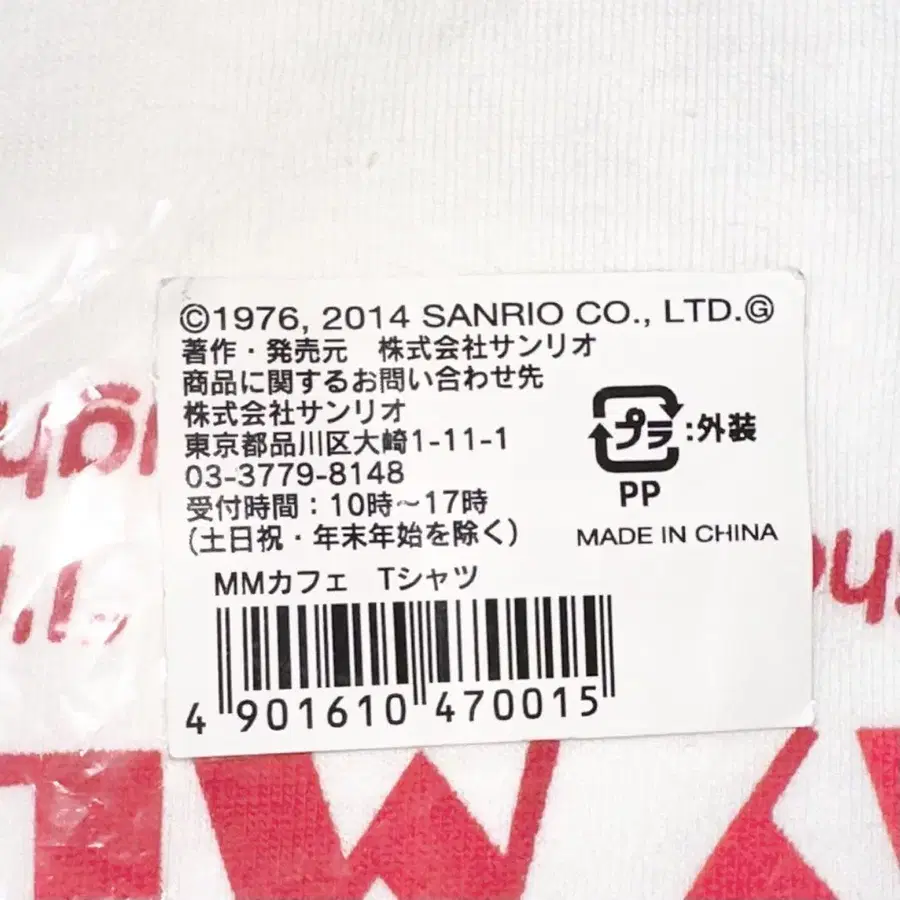 ©1976, 2014 SANRIO CO., LTD.Ⓖ
著作・発売元　株式会社サンリオ
商品に関するお問い合わせ先
株式会社サンリオ
東京都品川区大崎1-11-1
03-3779-8148
受付時間：10時～17時
(土日祝・年末年始を除く)
プラ:外装
PP
MADE IN CHINA
MMカフェ　Tシャツ
4 901610 470015